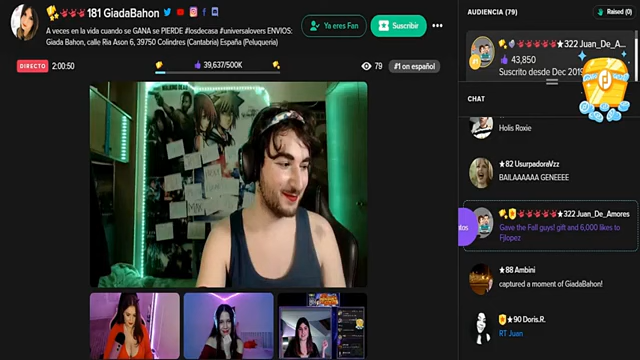 181 GiadaBahon
A veces en la vida cuando se GANA se PIERDE #losdecasa #universalovers ENVIOS:
Giada Bahon, calle Ria Ason 6, 39750 Colindres (Cantabria) España (Peluqueria)
Ya eres Fan
Suscribir
DIRECTO
2:00:50
39,637/500K
79
#1 on español
AUDIENCIA (79)
Raised (0)
★322 Juan_De_A...
43,850
Suscrito desde Dec 2019
CHAT
Holis Roxie
★82 UsurpadoraVzz
BAILAAAAAA GENEEEE
★322 Juan_De_Amores
Gave the Fall guys! gift and 6,000 likes to
Fjlopez
★88 Ambini
captured a moment of GiadaBahon!
★90 Doris.R.
RT Juan